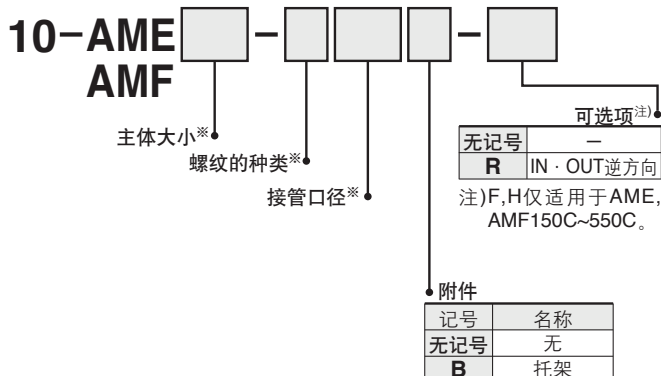 10-AME
AMF
主体大小※
螺纹的种类※
接管口径※
可选项注)
无记号 —
R IN · OUT逆方向
注)F,H仅适用于AME,
AMF150C~550C。
附件
记号 名称
无记号 无
B 托架